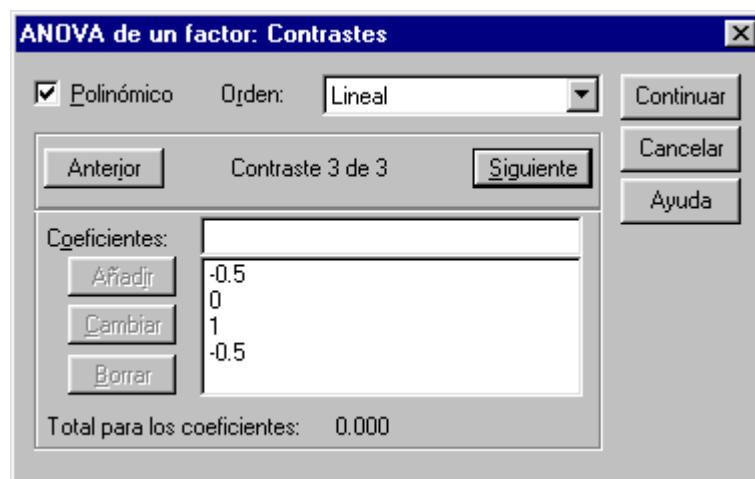 ANOVA de un factor: Contrastes
Polinómico Orden: Lineal Continuar
Anterior Contraste 3 de 3 Siguiente Cancelar
Ayuda
Coeficientes:
Añadir -0.5
0
Cambiar 1
-0.5
Borrar
Total para los coeficientes: 0.000